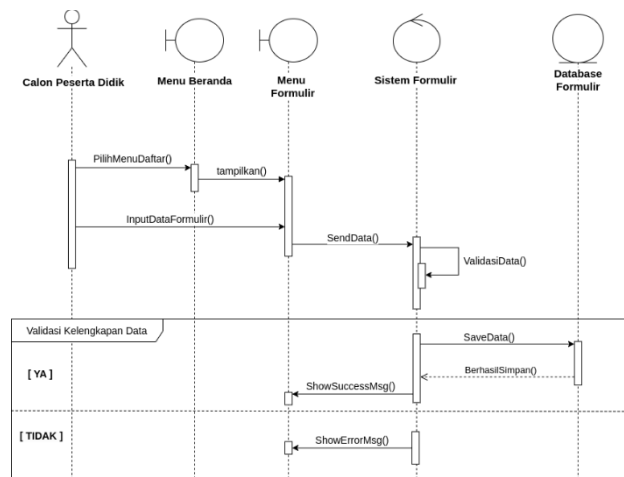 Calon Peserta Didik
Menu Beranda
Menu
Formulir
Sistem Formulir
Database
Formulir
PilihMenuDaftar()
tampilkan()
InputDataFormulir()
SendData()
ValidasiData()
Validasi Kelengkapan Data
SaveData()
[ YA ]
BerhasilSimpan()
ShowSuccessMsg()
[ TIDAK ]
ShowErrorMsg()